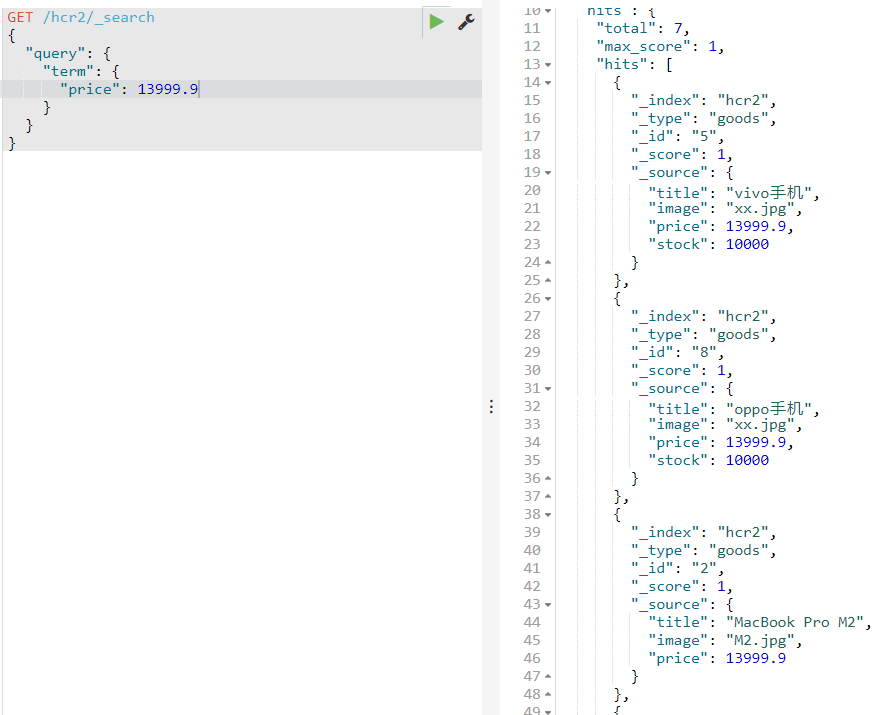 GET /hcr2/_search
{
  "query": {
    "term": {
      "price": 13999.9
    }
  }
}
10 hits : {
11 "total": 7,
12 "max_score": 1,
13 "hits": [
14 {
15 "_index": "hcr2",
16 "_type": "goods",
17 "_id": "5",
18 "_score": 1,
19 "_source": {
20 "title": "vivo手机",
21 "image": "xx.jpg",
22 "price": 13999.9,
23 "stock": 10000
24 }
25 },
26 {
27 "_index": "hcr2",
28 "_type": "goods",
29 "_id": "8",
30 "_score": 1,
31 "_source": {
32 "title": "oppo手机",
33 "image": "xx.jpg",
34 "price": 13999.9,
35 "stock": 10000
36 }
37 },
38 {
39 "_index": "hcr2",
40 "_type": "goods",
41 "_id": "2",
42 "_score": 1,
43 "_source": {
44 "title": "MacBook Pro M2",
45 "image": "M2.jpg",
46 "price": 13999.9
47 }
48 },
49 {